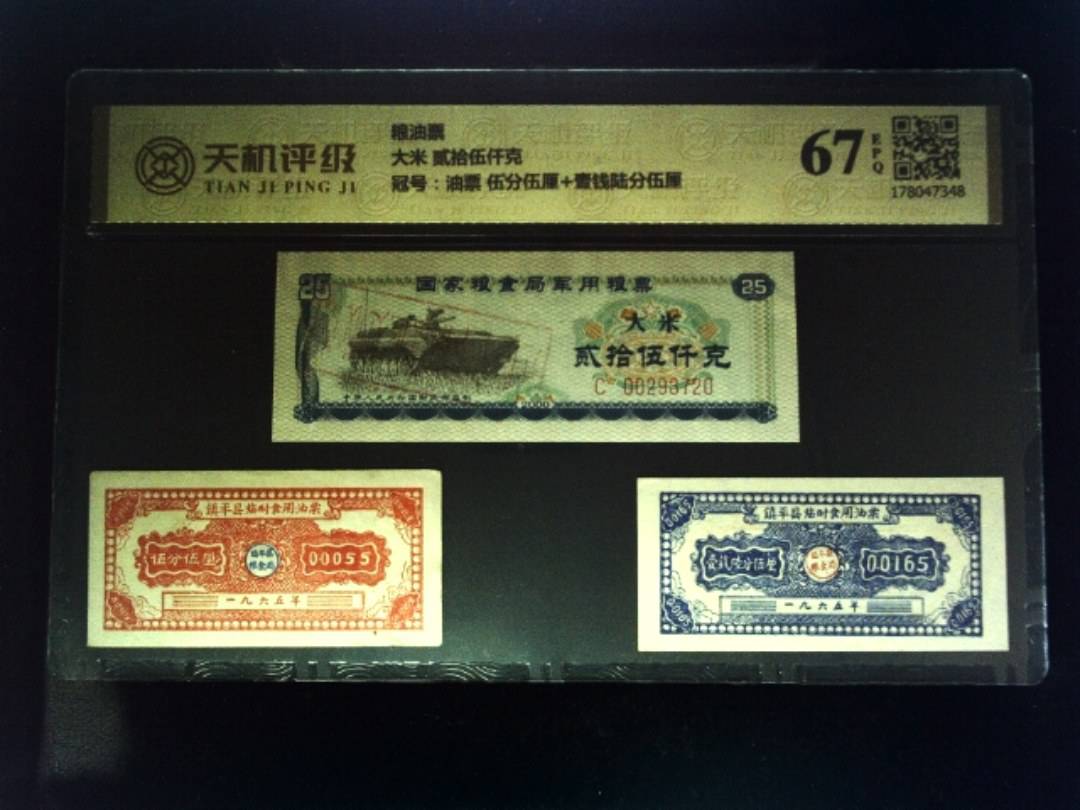 天机评级
TIAN JI PING JI
粮油票
大米 贰拾伍仟克
冠号：油票 伍分伍厘+壹钱陆分伍厘
67
EPQ
178047348
25
国家粮食局军用粮票
25
大米
贰拾伍仟克
C* 00293720
2000
镇平县临时食用油票
伍分伍厘
00055
一九六五年
镇平县临时食用油票
壹钱陆分伍厘
00165
一九六五年